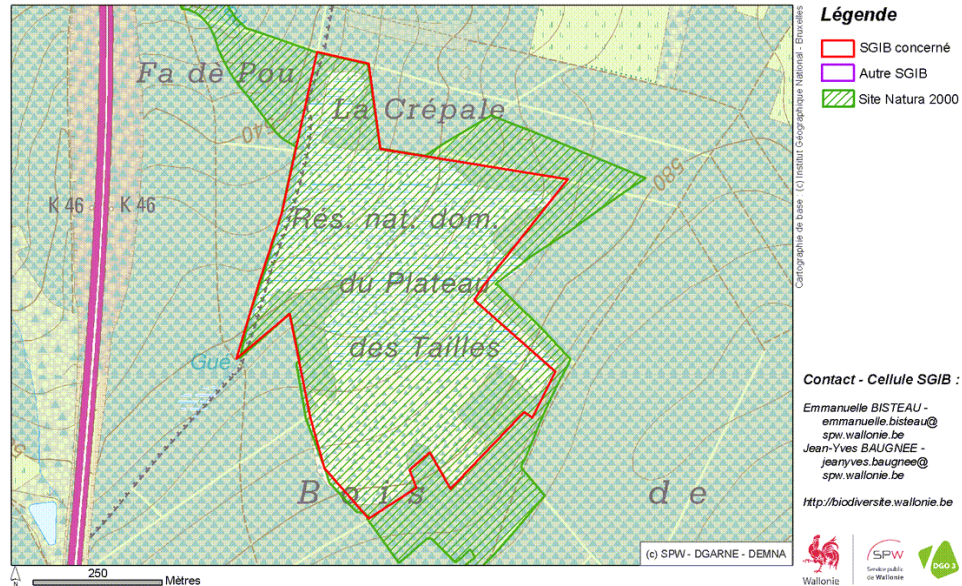 Fa dè Pou
La Crépale
540
580
K 46
K 46
Rés. nat. dom.
du Plateau
des Tailles
Gué
Bois
de
(c) SPW - DGARNE - DEMNA
Cartographie de base (c) Institut Géographique National - Bruxelles
N
250
Mètres
Légende
SGIB concerné
Autre SGIB
Site Natura 2000
Contact - Cellule SGIB :
Emmanuelle BISTEAU -
emmanuelle.bisteau@
spw.wallonie.be
Jean-Yves BAUGNEE -
jeanyves.baugnee@
spw.wallonie.be
http://biodiversite.wallonie.be
Wallonie
SPW
Service public
de Wallonie
DGO 3